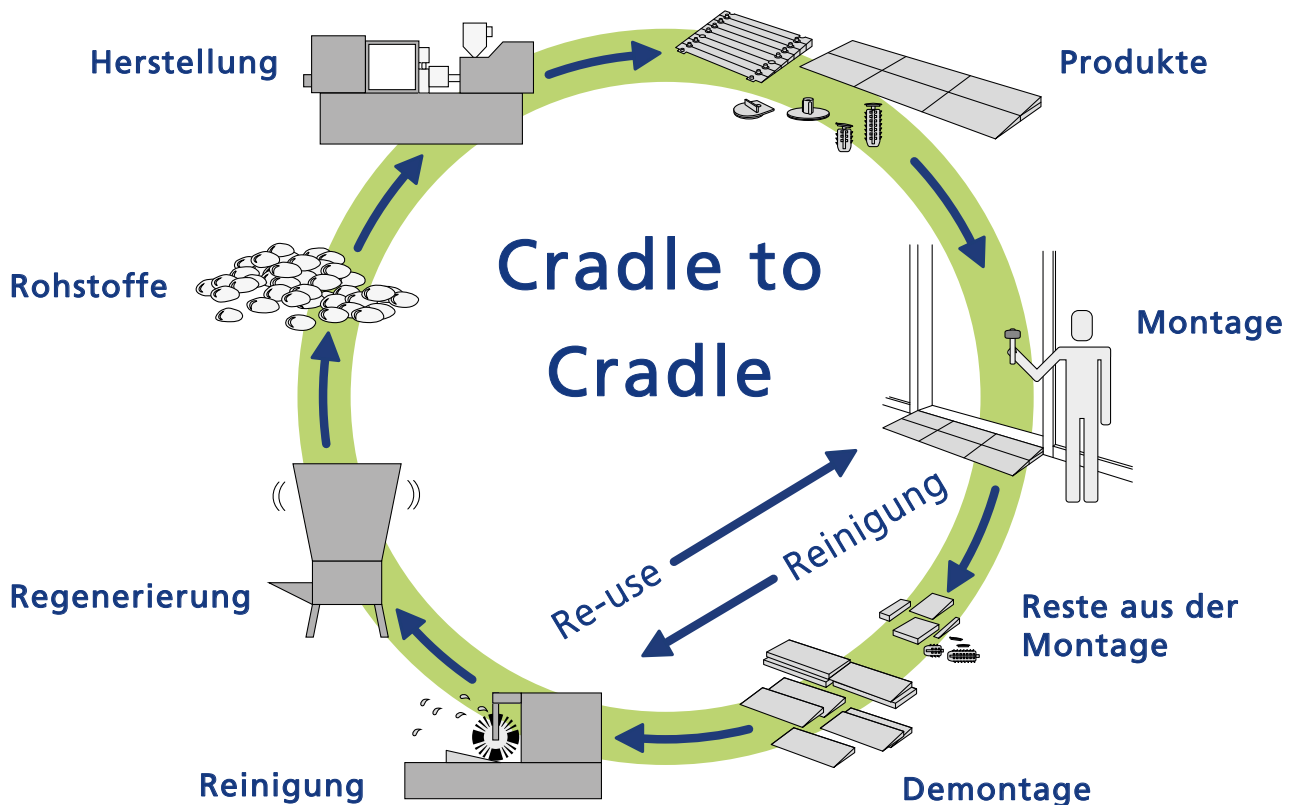 Herstellung
Produkte
Rohstoffe
Cradle to
Cradle
Montage
Re-use
Reinigung
Regenerierung
Reste aus der
Montage
Reinigung
Demontage